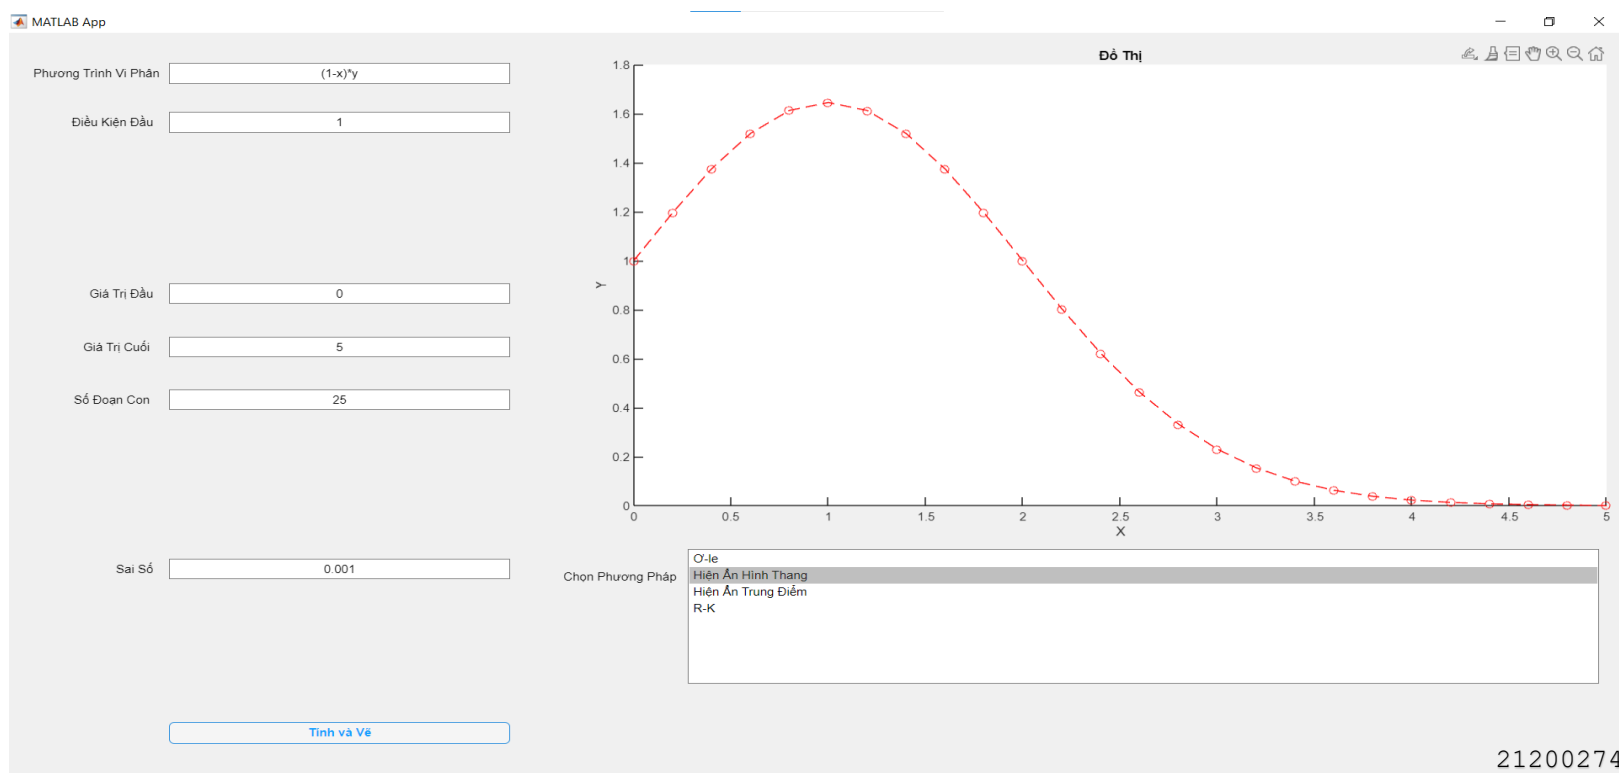 MATLAB App
Phương Trình Vi Phân
(1-x)*y
Điều Kiện Đầu
1
Giá Trị Đầu
0
Giá Trị Cuối
5
Số Đoạn Con
25
Sai Số
0.001
Tính và Vẽ
Đồ Thị
1.8
1.6
1.4
1.2
1
0.8
0.6
0.4
0.2
0
Y
0 0.5 1 1.5 2 2.5 3 3.5 4 4.5 5
X
Chọn Phương Pháp
Ơ-le
Hiện Ẩn Hình Thang
Hiện Ẩn Trung Điểm
R-K
21200274